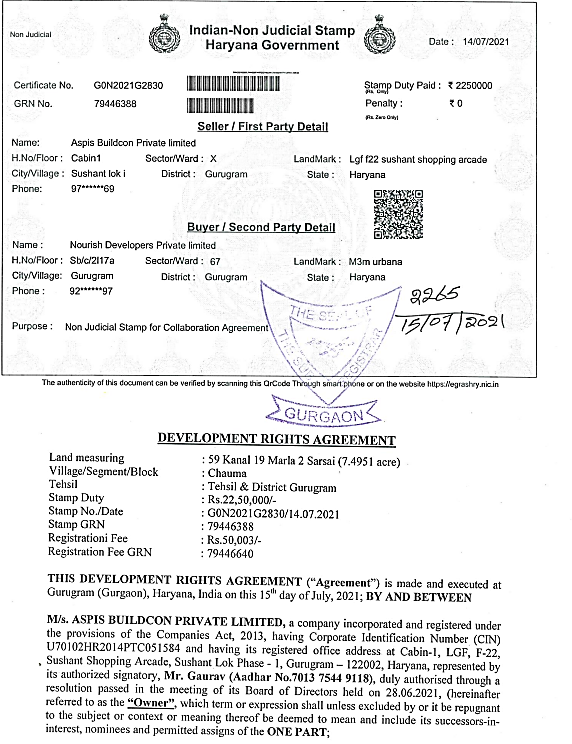 Non Judicial
Indian-Non Judicial Stamp
Haryana Government
Date : 14/07/2021
Certificate No. G0N2021G2830
Stamp Duty Paid : ₹ 2250000
(Rs. Only)
GRN No. 79446388
Penalty : ₹ 0
(Rs. Zero Only)
Seller / First Party Detail
Name: Aspis Buildcon Private limited
H.No/Floor : Cabin1 Sector/Ward : X LandMark : Lgf f22 sushant shopping arcade
City/Village : Sushant lok i District : Gurugram State : Haryana
Phone: 97******69
Buyer / Second Party Detail
Name : Nourish Developers Private limited
H.No/Floor : Sb/c/2l17a Sector/Ward : 67 LandMark : M3m urbana
City/Village: Gurugram District : Gurugram State : Haryana
Phone : 92******97
2265
15/07/2021
THE SUB
REGISTRAR
Purpose : Non Judicial Stamp for Collaboration Agreement
The authenticity of this document can be verified by scanning this QrCode Through smart phone or on the website https://egrashry.nic.in
GURGAON
DEVELOPMENT RIGHTS AGREEMENT
Land measuring : 59 Kanal 19 Marla 2 Sarsai (7.4951 acre)
Village/Segment/Block : Chauma
Tehsil : Tehsil & District Gurugram
Stamp Duty : Rs.22,50,000/-
Stamp No./Date : G0N2021G2830/14.07.2021
Stamp GRN : 79446388
Registrationi Fee : Rs.50,003/-
Registration Fee GRN : 79446640
THIS DEVELOPMENT RIGHTS AGREEMENT ("Agreement") is made and executed at
Gurugram (Gurgaon), Haryana, India on this 15th day of July, 2021; BY AND BETWEEN
M/s. ASPIS BUILDCON PRIVATE LIMITED, a company incorporated and registered under
the provisions of the Companies Act, 2013, having Corporate Identification Number (CIN)
U70102HR2014PTC051584 and having its registered office address at Cabin-1, LGF, F-22,
Sushant Shopping Arcade, Sushant Lok Phase - 1, Gurugram – 122002, Haryana, represented by
its authorized signatory, Mr. Gaurav (Aadhar No.7013 7544 9118), duly authorised through a
resolution passed in the meeting of its Board of Directors held on 28.06.2021, (hereinafter
referred to as the "Owner", which term or expression shall unless excluded by or it be repugnant
to the subject or context or meaning thereof be deemed to mean and include its successors-in-
interest, nominees and permitted assigns of the ONE PART;